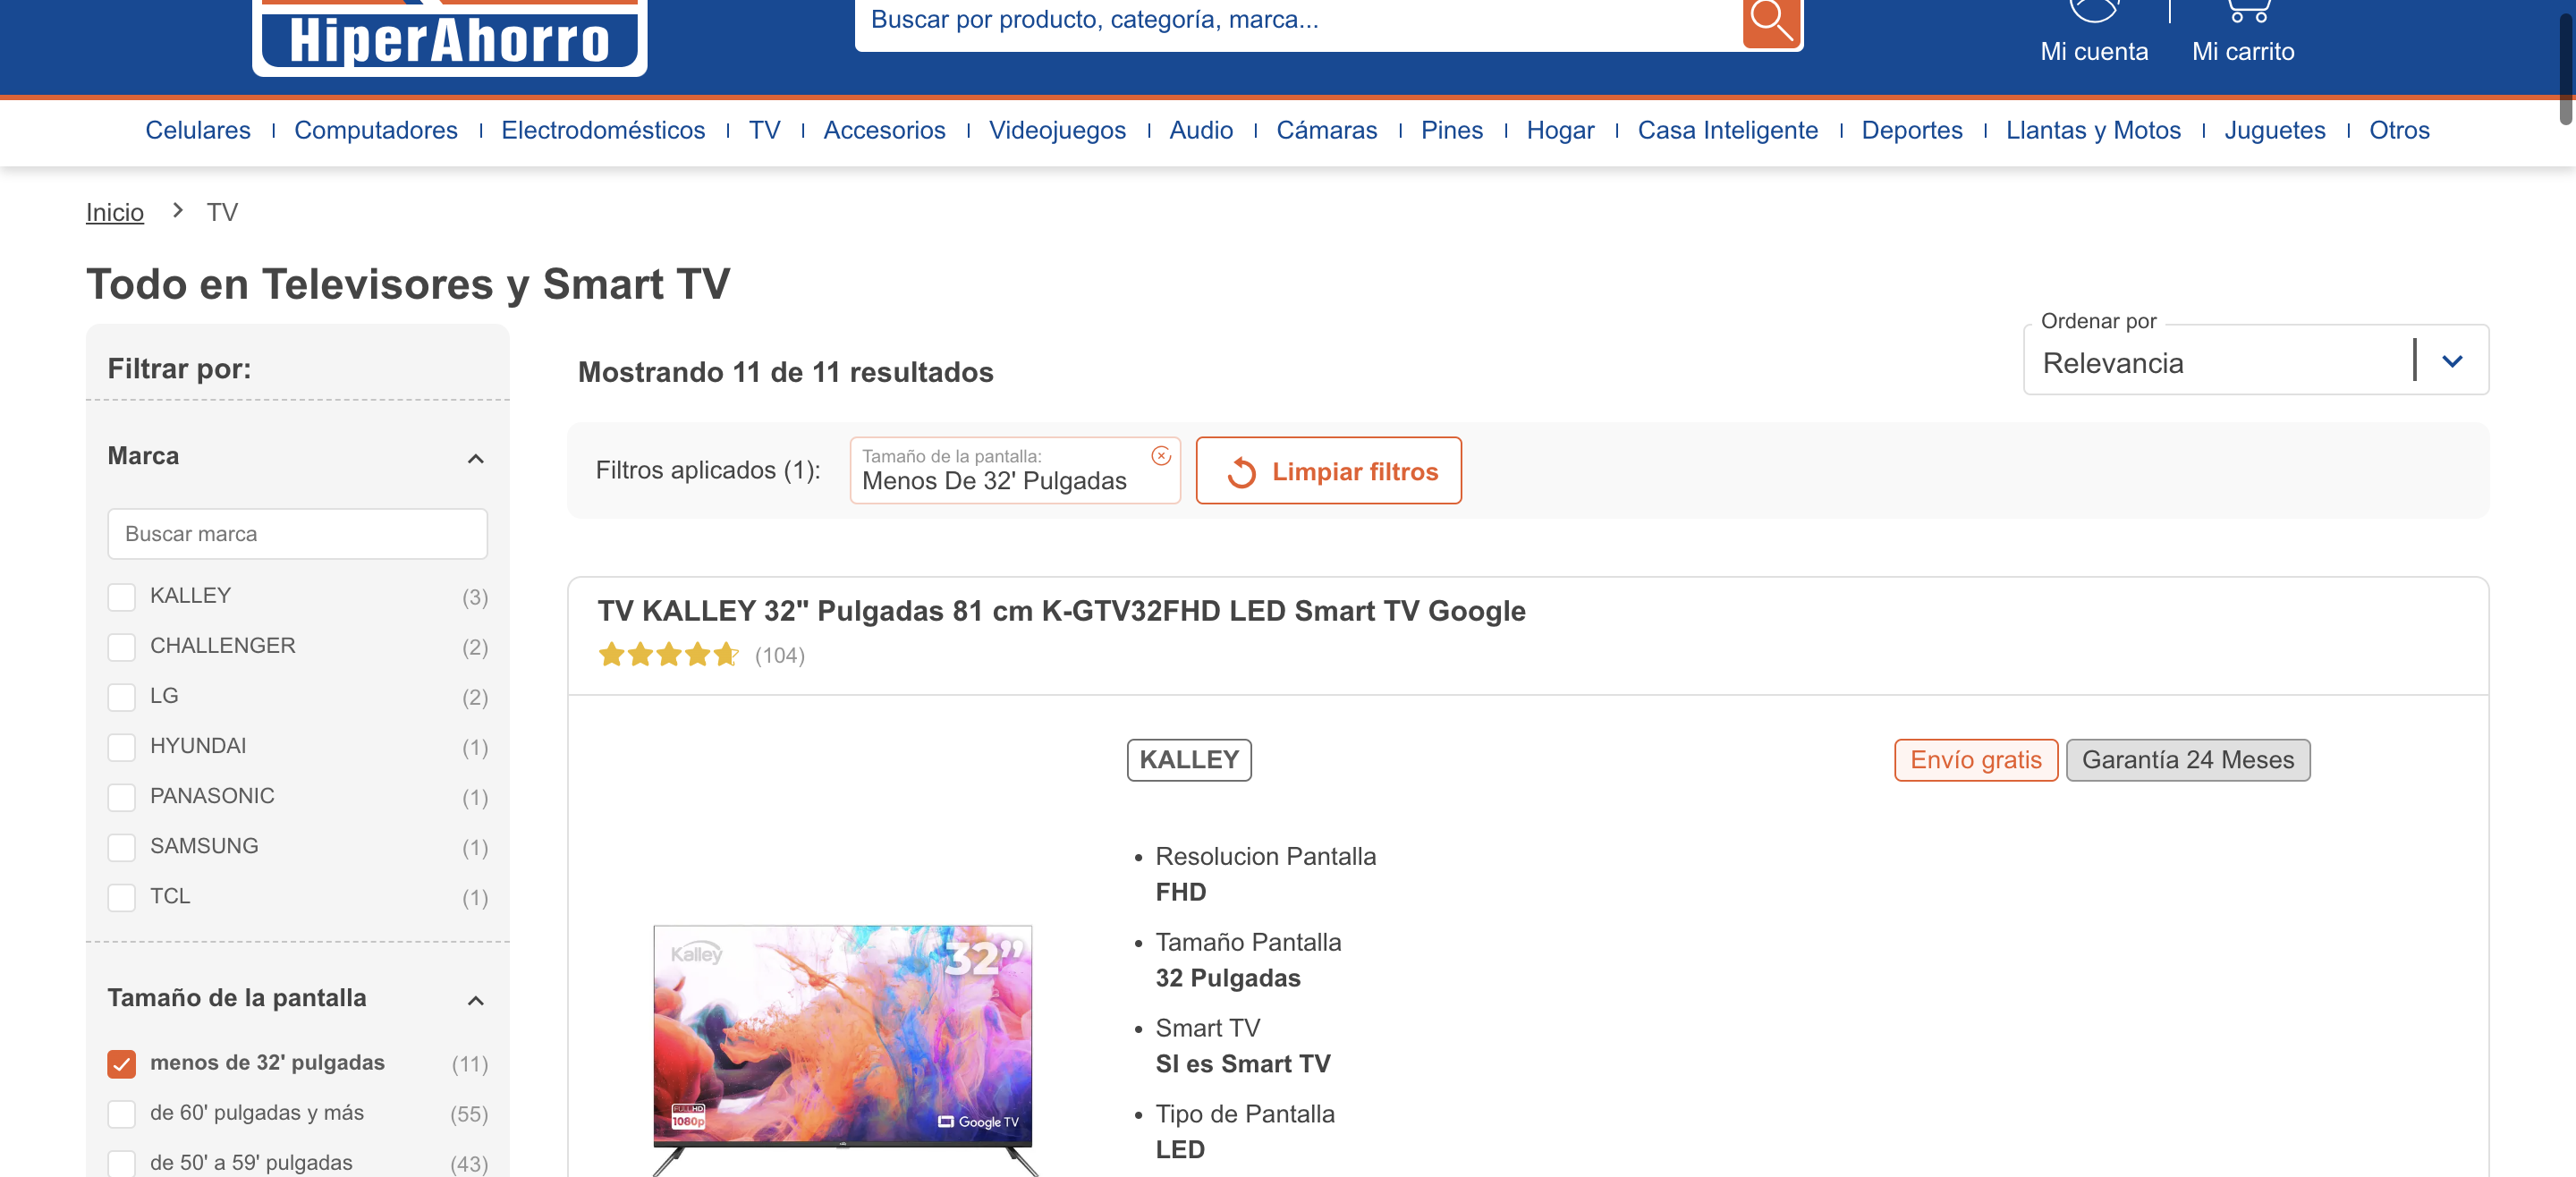 HiperAhorro
Buscar por producto, categoría, marca...
Mi cuenta
Mi carrito
Celulares
Computadores
Electrodomésticos
TV
Accesorios
Videojuegos
Audio
Cámaras
Pines
Hogar
Casa Inteligente
Deportes
Llantas y Motos
Juguetes
Otros
Inicio > TV
Todo en Televisores y Smart TV
Filtrar por:
Marca
Buscar marca
KALLEY (3)
CHALLENGER (2)
LG (2)
HYUNDAI (1)
PANASONIC (1)
SAMSUNG (1)
TCL (1)
Tamaño de la pantalla
menos de 32' pulgadas (11)
de 60' pulgadas y más (55)
de 50' a 59' pulgadas (43)
Mostrando 11 de 11 resultados
Ordenar por
Relevancia
Filtros aplicados (1):
Tamaño de la pantalla:
Menos De 32' Pulgadas
Limpiar filtros
TV KALLEY 32" Pulgadas 81 cm K-GTV32FHD LED Smart TV Google
(104)
KALLEY
Envío gratis
Garantía 24 Meses
Kalley
32”
FULLHD
1080p
Google TV
Resolucion Pantalla
FHD
Tamaño Pantalla
32 Pulgadas
Smart TV
SI es Smart TV
Tipo de Pantalla
LED